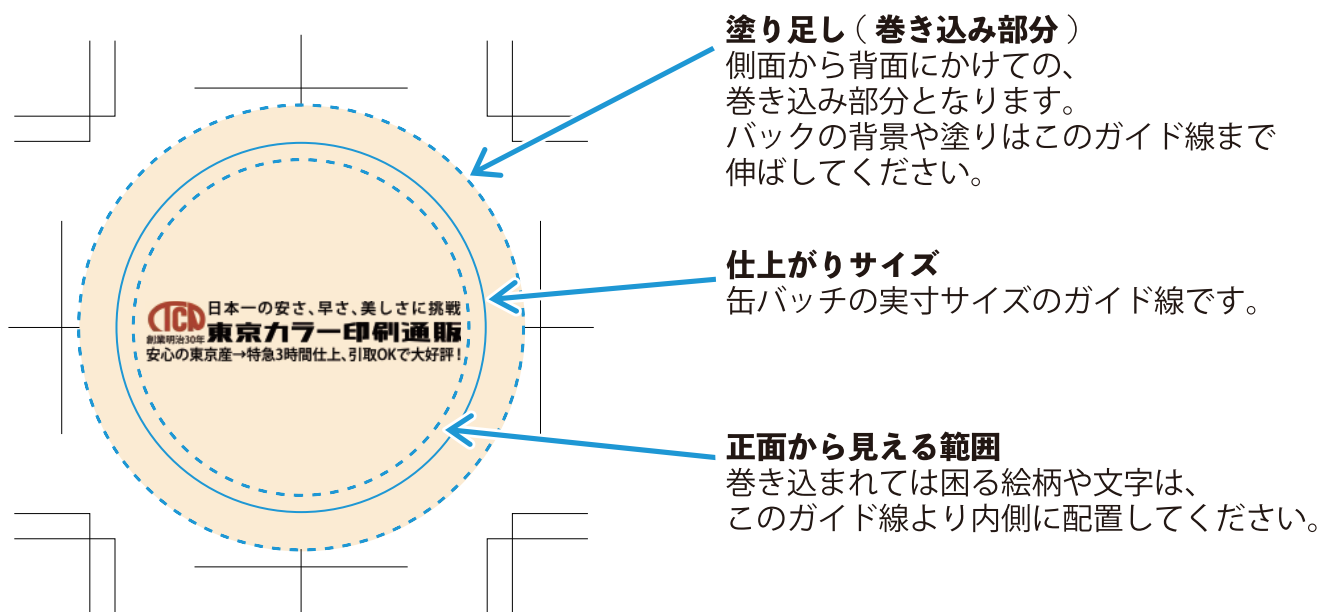 塗り足し（巻き込み部分）
側面から背面にかけての、
巻き込み部分となります。
バックの背景や塗りはこのガイド線まで
伸ばしてください。
仕上がりサイズ
缶バッチの実寸サイズのガイド線です。
正面から見える範囲
巻き込まれては困る絵柄や文字は、
このガイド線より内側に配置してください。
TCP
創業明治30年
日本一の安さ、早さ、美しさに挑戦
東京カラー印刷通販
安心の東京産→特急3時間仕上、引取OKで大好評!